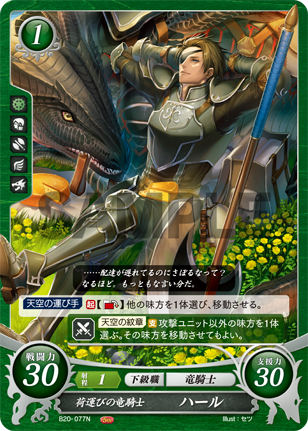 1
SAMPLE
……配達が遅れてるのにさぼるなって？
なるほど。もっともなすい分だ。
天空の運び手 起 【】他の味方を1体選び、移動させる。
天空の紋章 攻撃ユニット以外の味方を1体
選ぶ。その味方を移動させてもよい。
戦闘力
30
射程 1 下級職 竜騎士
支援力
30
荷運びの竜騎士 ハール
B20-077N
Illust：セツ